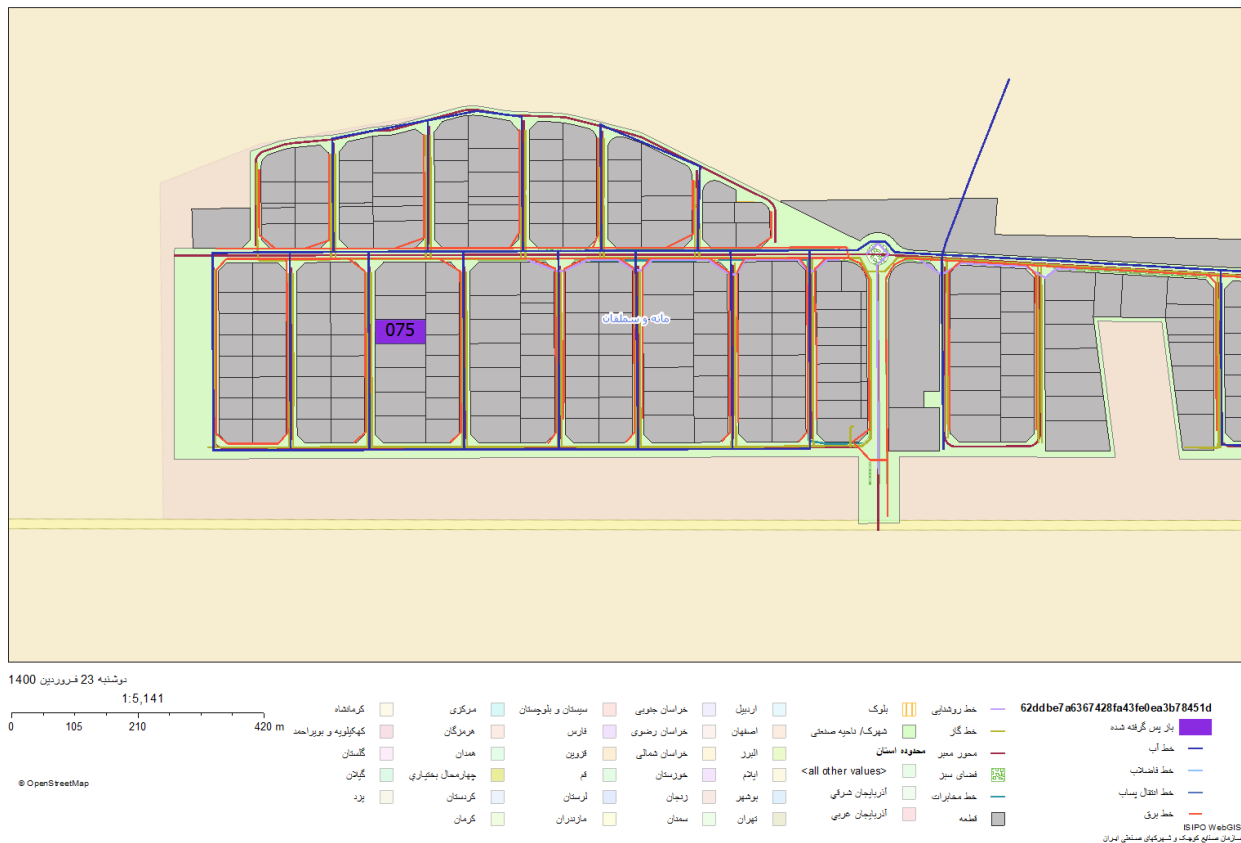 075
مانه و سملقان
دوشنبه 23 فروردین 1400
1:5,141
0 105 210 420 m
© OpenStreetMap
62ddbe7a6367428fa43fe0ea3b78451d
باز پس گرفته شده
خط آب
خط فاضلاب
خط انتقال پساب
خط برق
خط روشنایی
خط گاز
محور معبر
فضای سبز
خط مخابرات
قطعه
بلوک
شهرک/ ناحیه صنعتی
محدوده استان
<all other values>
آذربایجان شرقی
آذربایجان غربی
اردبیل
اصفهان
البرز
ایلام
بوشهر
تهران
خراسان جنوبی
خراسان رضوی
خراسان شمالی
خوزستان
زنجان
سمنان
سیستان و بلوچستان
فارس
قزوین
قم
لرستان
مازندران
مرکزی
هرمزگان
همدان
چهارمحال بختیاری
کردستان
کرمان
کرمانشاه
کهگیلویه و بویراحمد
گلستان
گیلان
یزد
ISIPO WebGIS
سازمان صنایع کوچک و شهرکهای صنعتی ایران